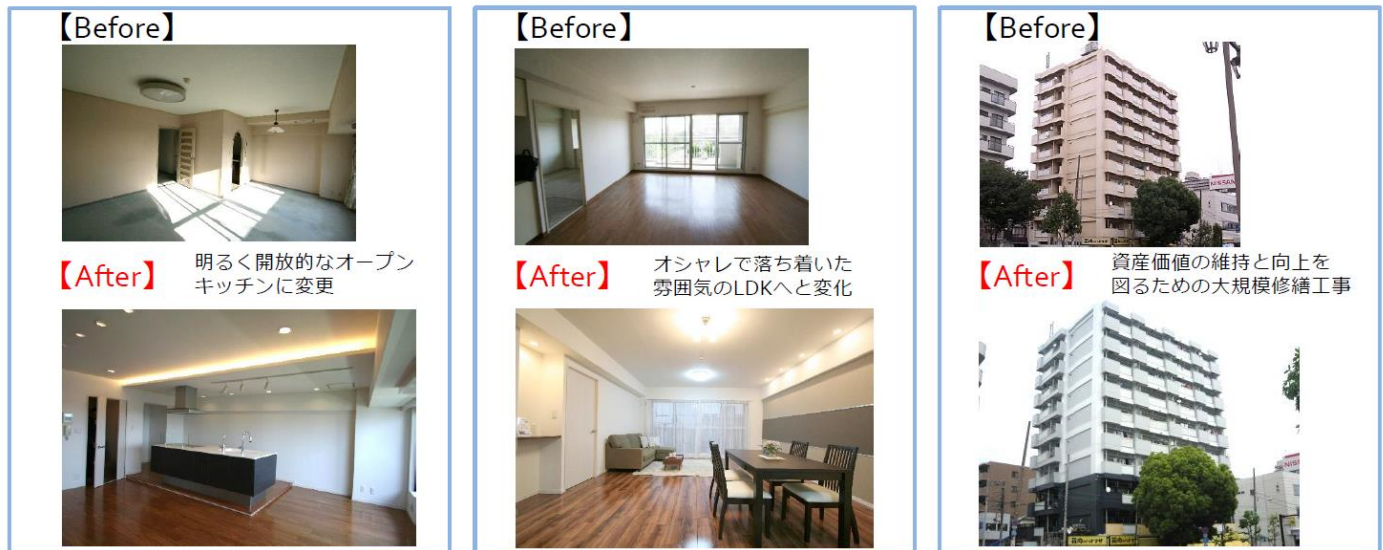 【Before】
【After】
明るく開放的なオープン
キッチンに変更
【Before】
【After】
オシャレで落ち着いた
雰囲気のLDKへと変化
【Before】
NISSAN
【After】
資産価値の維持と向上を
図るための大規模修繕工事